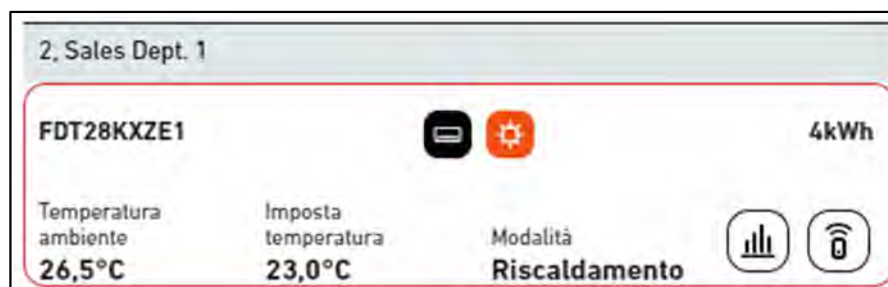 2, Sales Dept. 1
FDT28KXZE1 4kWh
Temperatura ambiente
Imposta temperatura
Modalità
26,5°C 23,0°C Riscaldamento